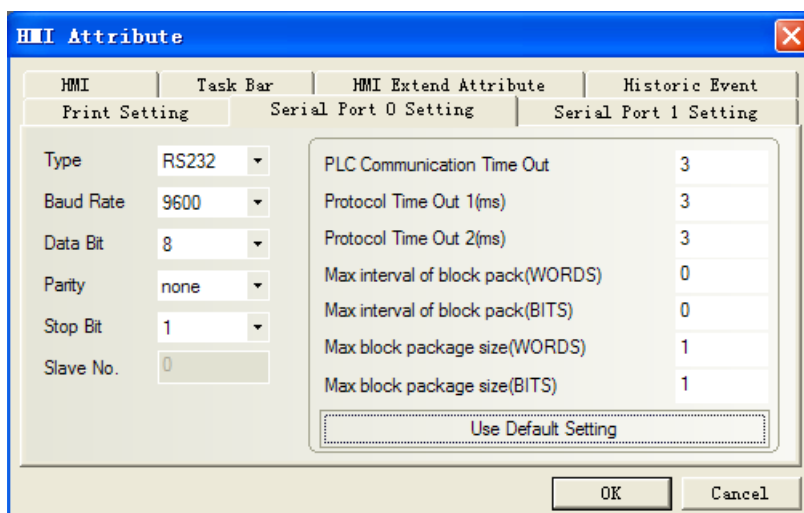 HMI Attribute
HMI Task Bar HMI Extend Attribute Historic Event
Print Setting Serial Port 0 Setting Serial Port 1 Setting
Type RS232
Baud Rate 9600
Data Bit 8
Parity none
Stop Bit 1
Slave No. 0
PLC Communication Time Out 3
Protocol Time Out 1(ms) 3
Protocol Time Out 2(ms) 3
Max interval of block pack(WORDS) 0
Max interval of block pack(BITS) 0
Max block package size(WORDS) 1
Max block package size(BITS) 1
Use Default Setting
OK Cancel